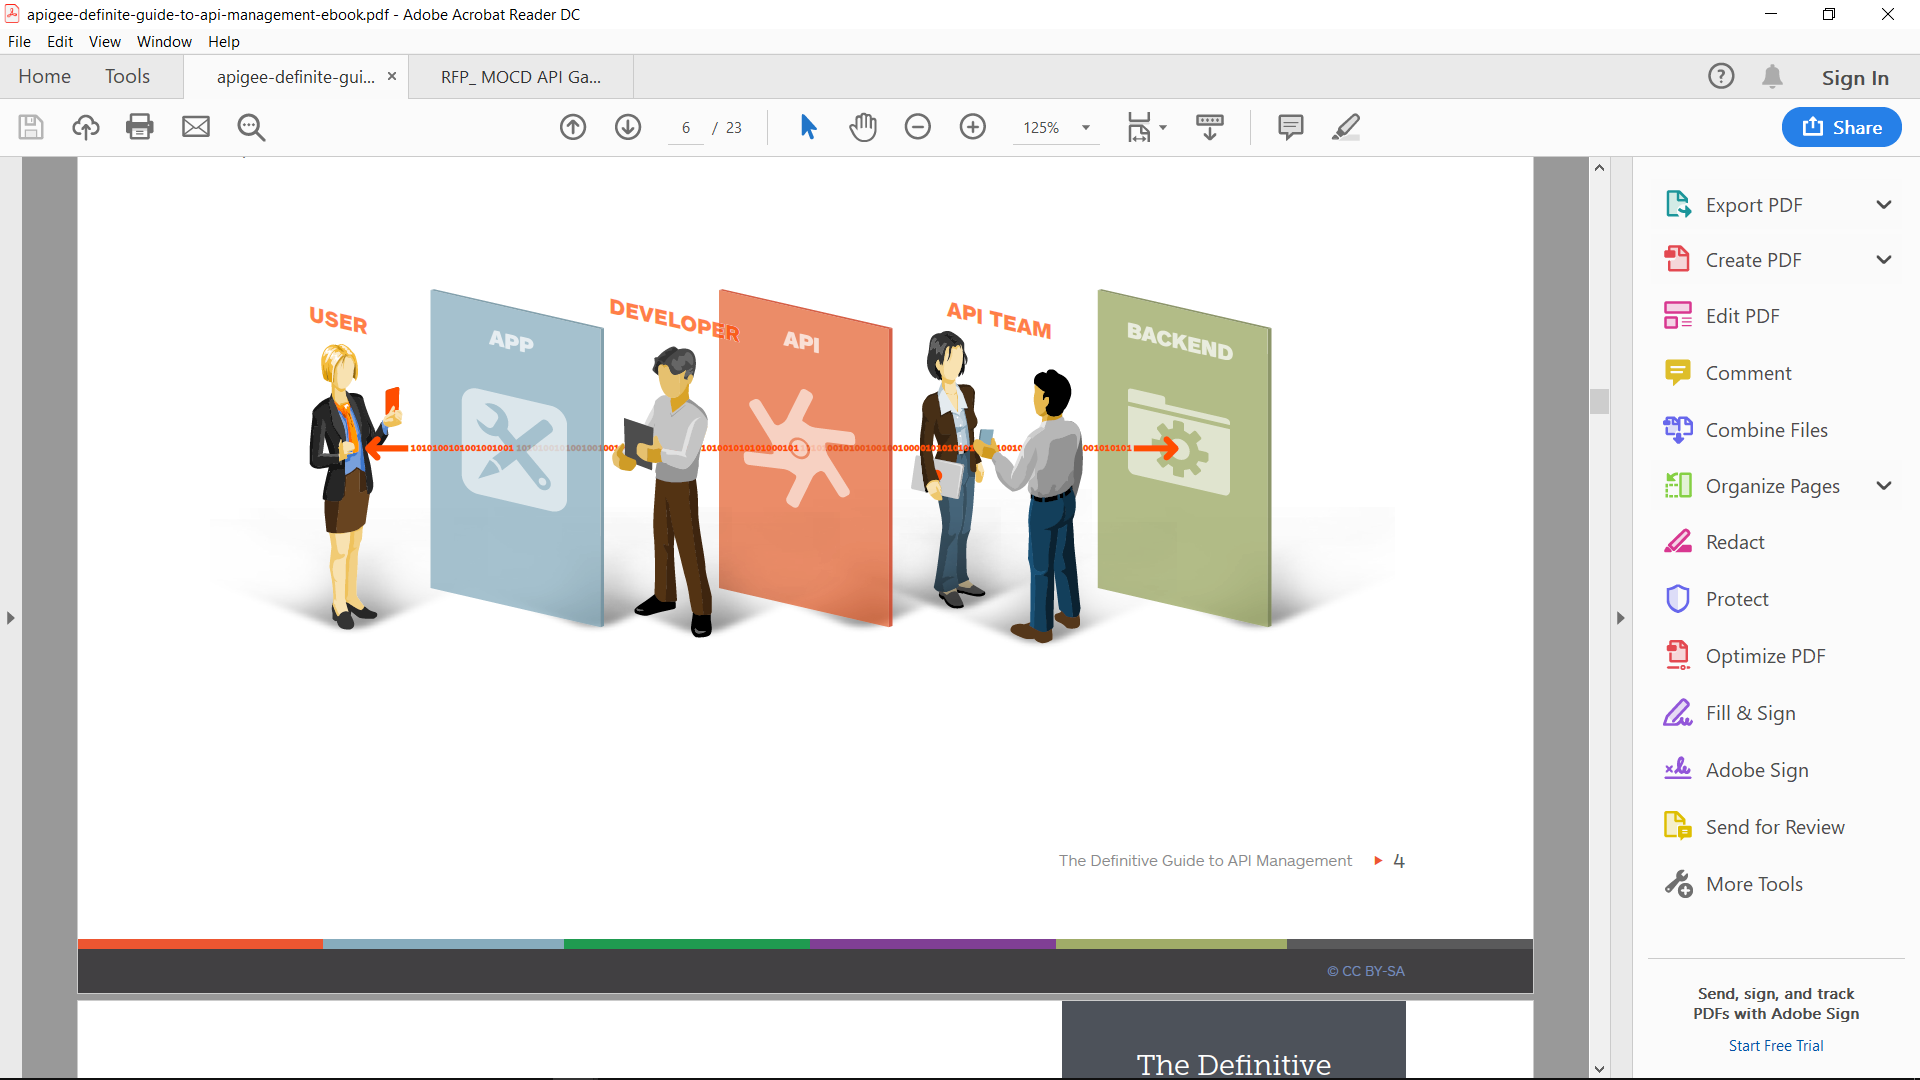 apigee-definite-guide-to-api-management-ebook.pdf - Adobe Acrobat Reader DC
File Edit View Window Help
Home Tools apigee-definite-gui... × RFP_ MOCD API Ga... Sign In
6 / 23 125% Share
USER
APP
DEVELOPER
API
API TEAM
BACKEND
The Definitive Guide to API Management 4
© CC BY-SA
The Definitive
Export PDF
Create PDF
Edit PDF
Comment
Combine Files
Organize Pages
Redact
Protect
Optimize PDF
Fill & Sign
Adobe Sign
Send for Review
More Tools
Send, sign, and track
PDFs with Adobe Sign
Start Free Trial